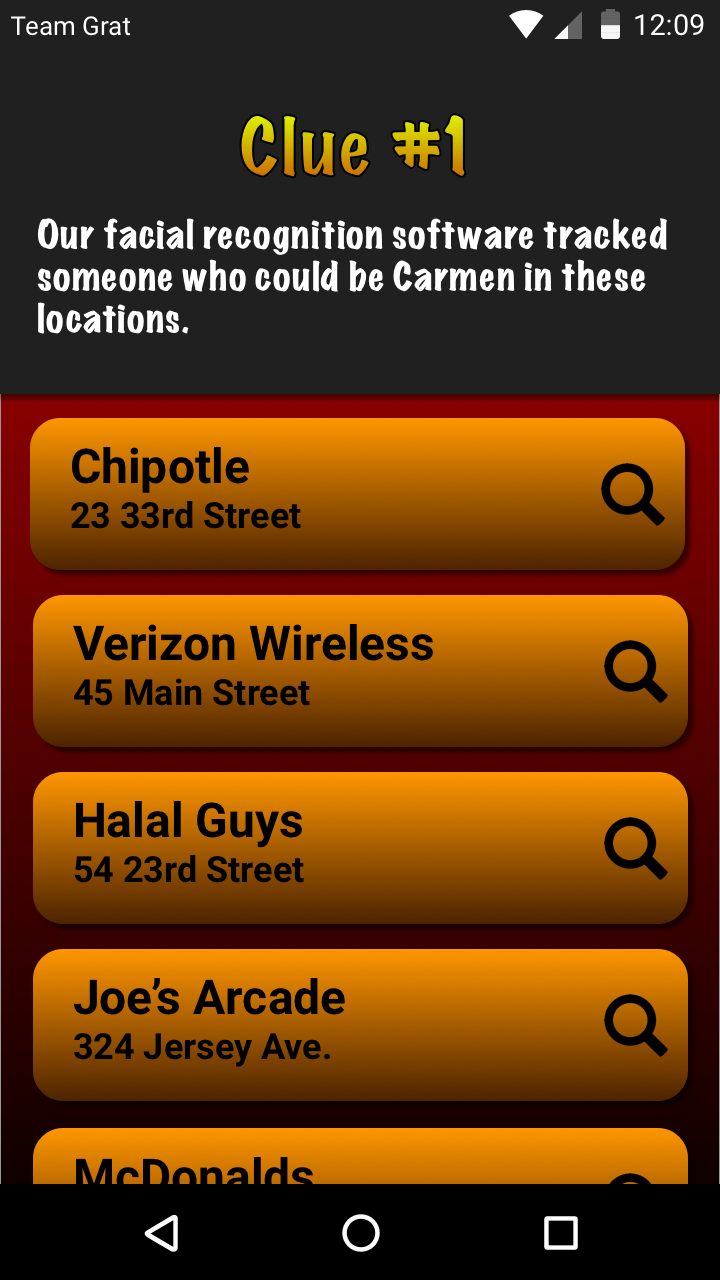 Team Grat
12:09
Clue #1
Our facial recognition software tracked
someone who could be Carmen in these
locations.
Chipotle
23 33rd Street
Verizon Wireless
45 Main Street
Halal Guys
54 23rd Street
Joe’s Arcade
324 Jersey Ave.
McDonalds